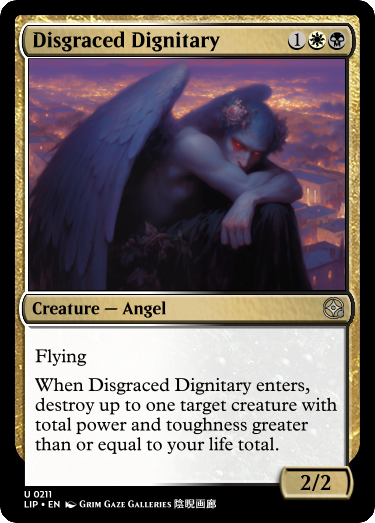 Disgraced Dignitary 1
Creature — Angel
Flying
When Disgraced Dignitary enters,
destroy up to one target creature with
total power and toughness greater
than or equal to your life total.
2/2
U 0211
LIP • EN Grim Gaze Galleries 陰睨画廊